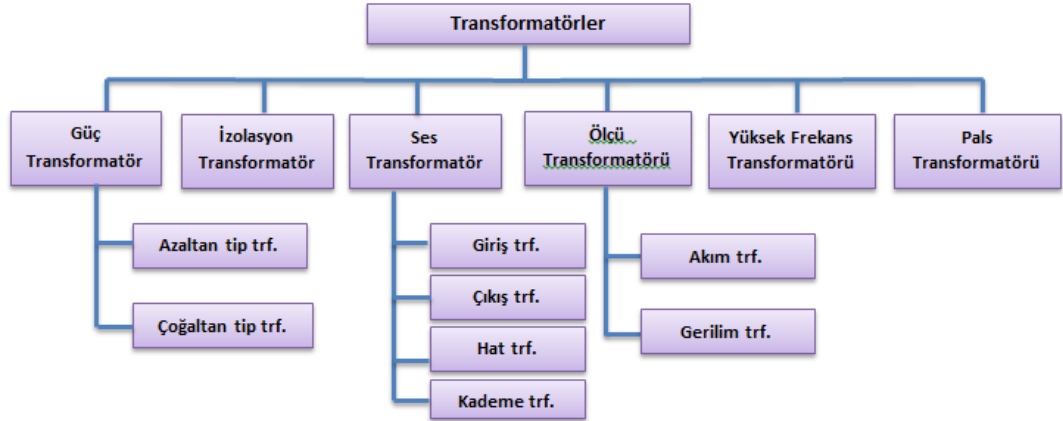 Transformatörler
Güç
Transformatör
İzolasyon
Transformatör
Ses
Transformatör
Ölçü
Transformatörü
Yüksek Frekans
Transformatörü
Pals
Transformatörü
Azaltan tip trf.
Çoğaltan tip trf.
Giriş trf.
Çıkış trf.
Hat trf.
Kademe trf.
Akım trf.
Gerilim trf.